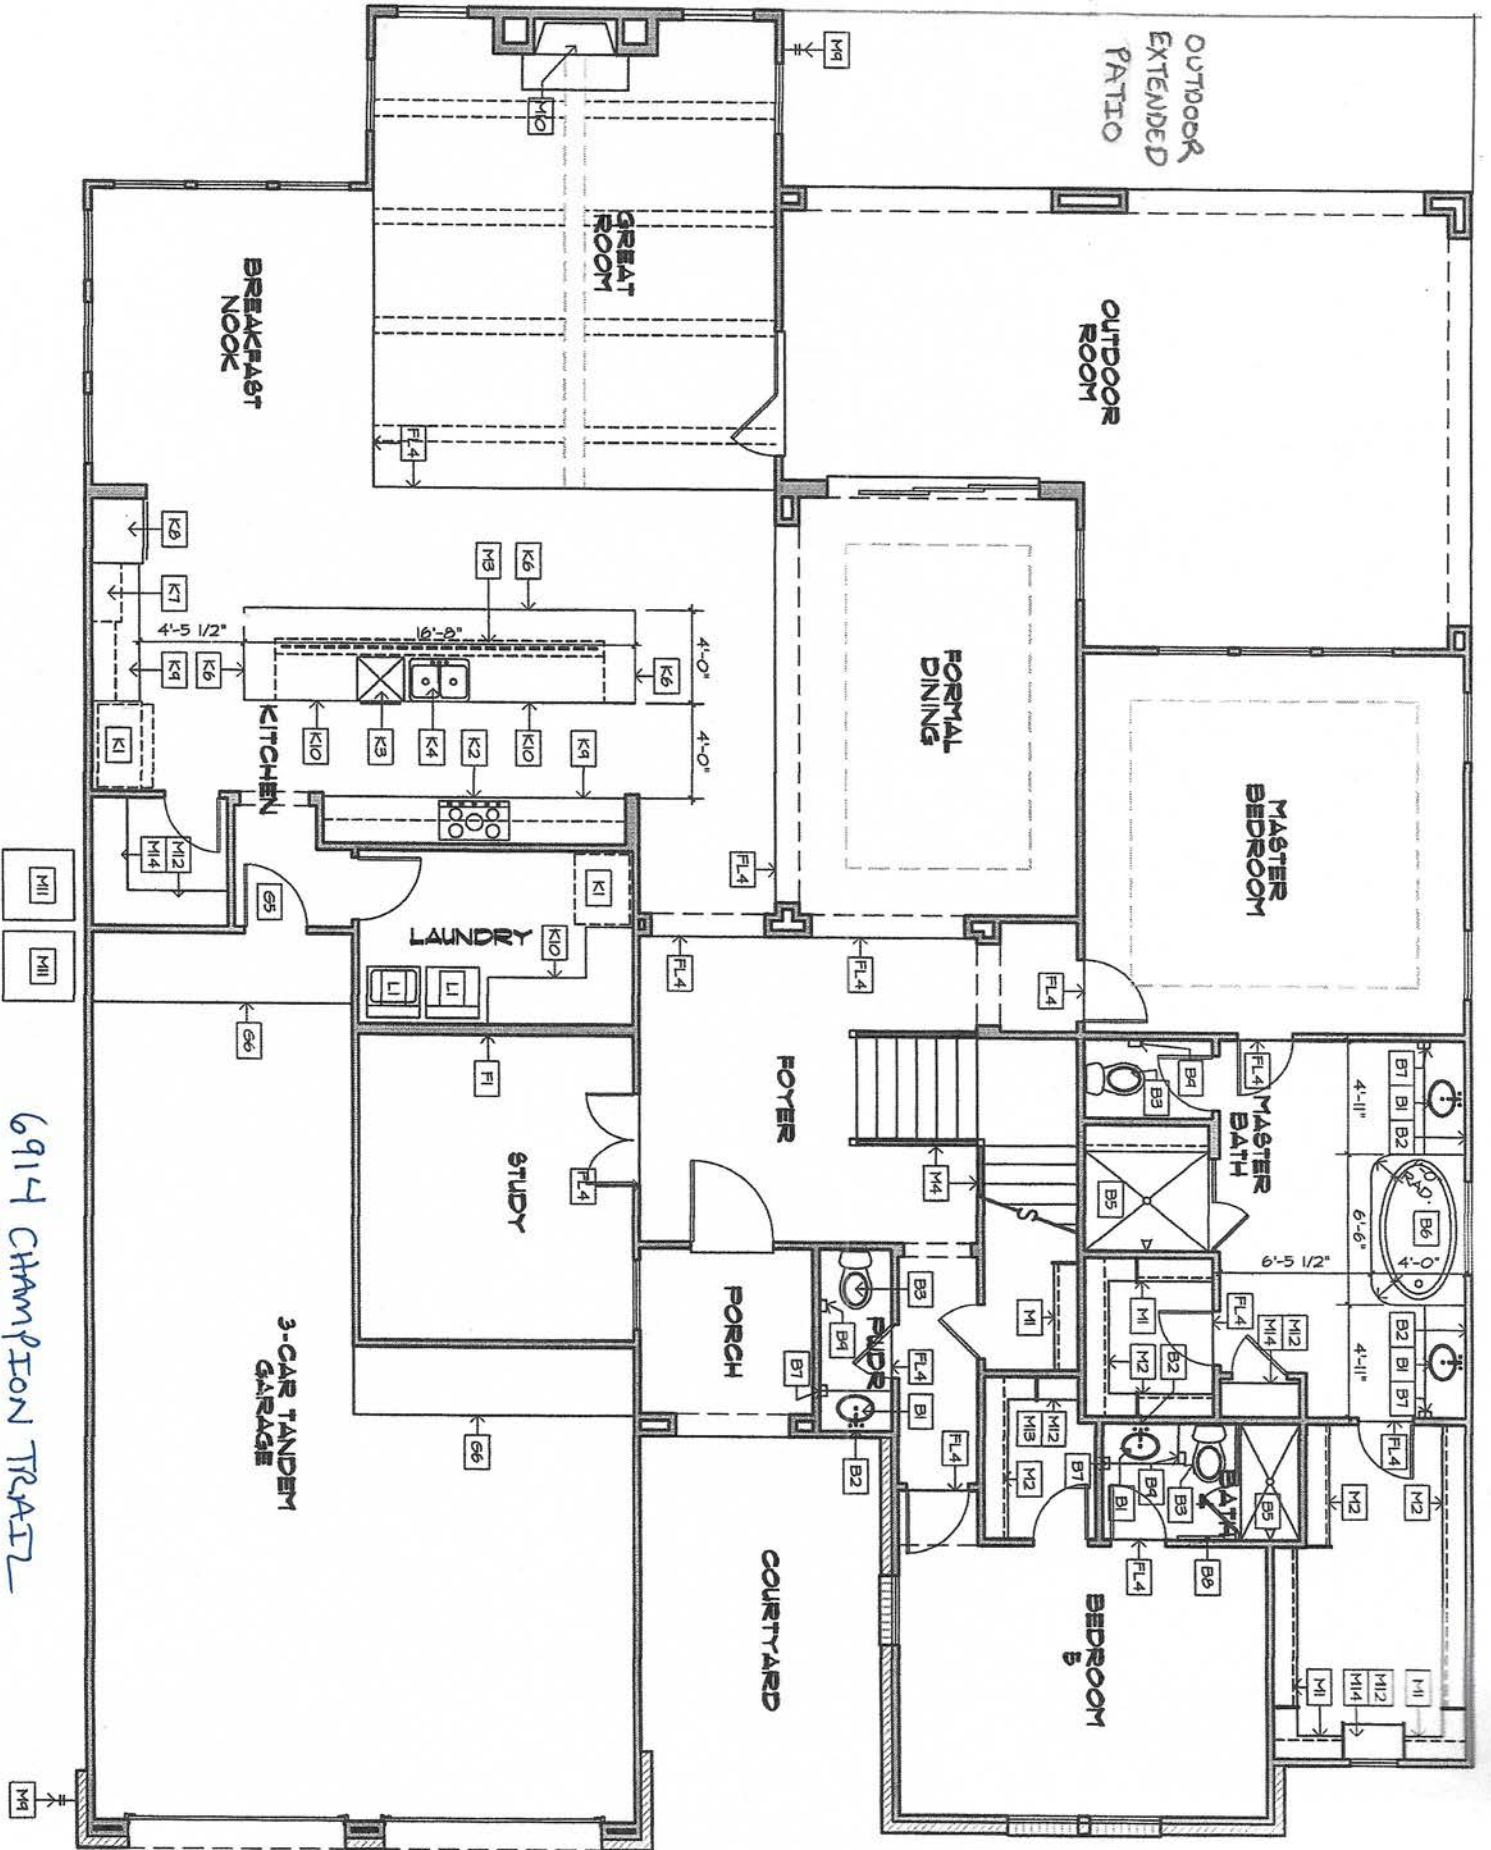 OUTDOOR
EXTENDED
PATIO
M9
M10
GREAT
ROOM
OUTDOOR
ROOM
BREAKFAST
NOOK
FL4
K8
K7
K9
K6
4'-5 1/2"
M3
K6
16'-8"
K6
4'-0"
4'-0"
K1
KITCHEN
K10
K3
K4
K2
K10
K9
FORMAL
DINING
MASTER
BEDROOM
FL4
M12
M14
G5
K1
LAUNDRY
K10
L1
L1
M11
M11
G6
FL4
FL4
FL4
F1
STUDY
FL4
FOYER
M4
MASTER
BATH
FL4
B9
B3
B5
B7
B1
B2
4'-11"
6'-6"
B6
4'-0"
6'-5 1/2"
4'-11"
B2
B1
B7
PORCH
B3
B9
PWDR
B7
B1
B2
FL4
M1
M1
M2
B2
FL4
M12
M14
FL4
M12
M13
M2
B7
BATH
B1
B9
B3
B5
B8
FL4
FL4
M2
M2
M1
M12
M14
M1
BEDROOM
5
COURTYARD
3-CAR TANDEM
GARAGE
G6
M9
6914 CHAMPION TRAIL